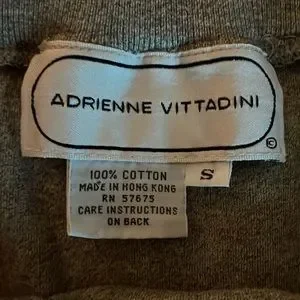 ADRIENNE VITTADINI
©
100% COTTON
MADE IN HONG KONG
RN 57675
CARE INSTRUCTIONS
ON BACK
S